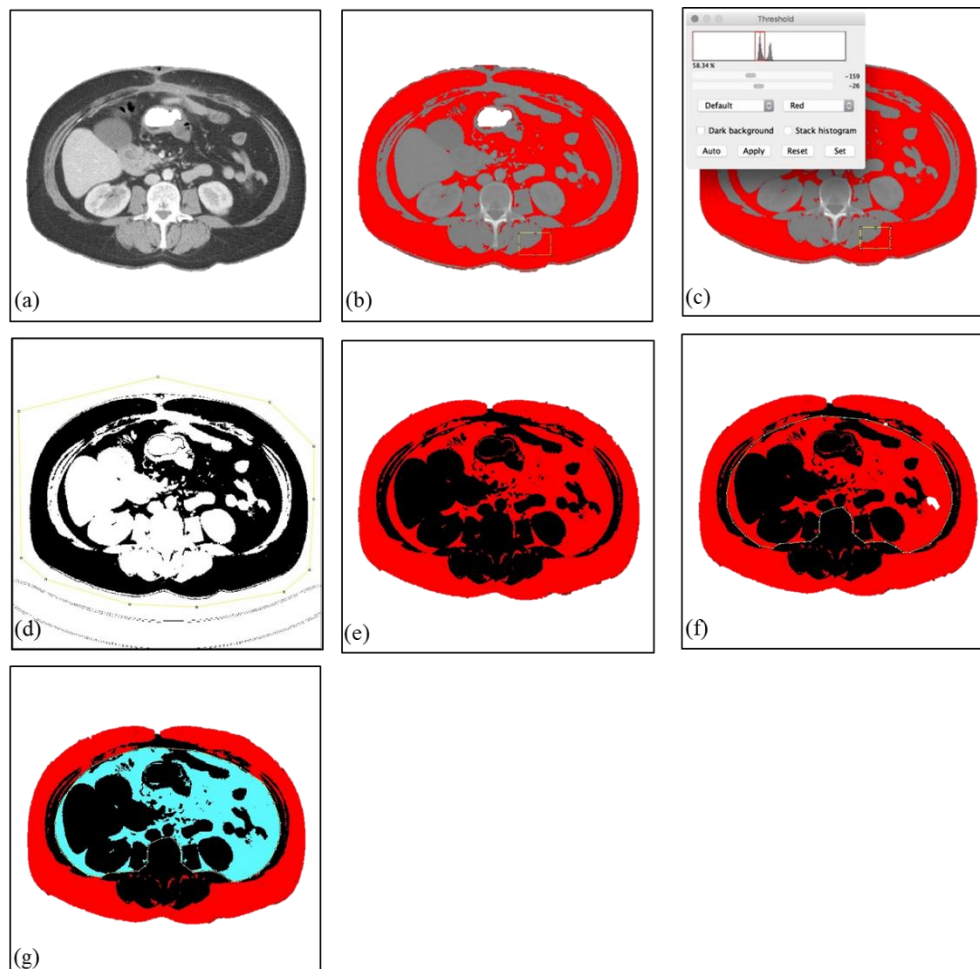 (a)
(b)
Threshold
58.34 %
-159
-26
Default
Red
Dark background
Stack histogram
Auto
Apply
Reset
Set
(c)
(d)
(e)
(f)
(g)